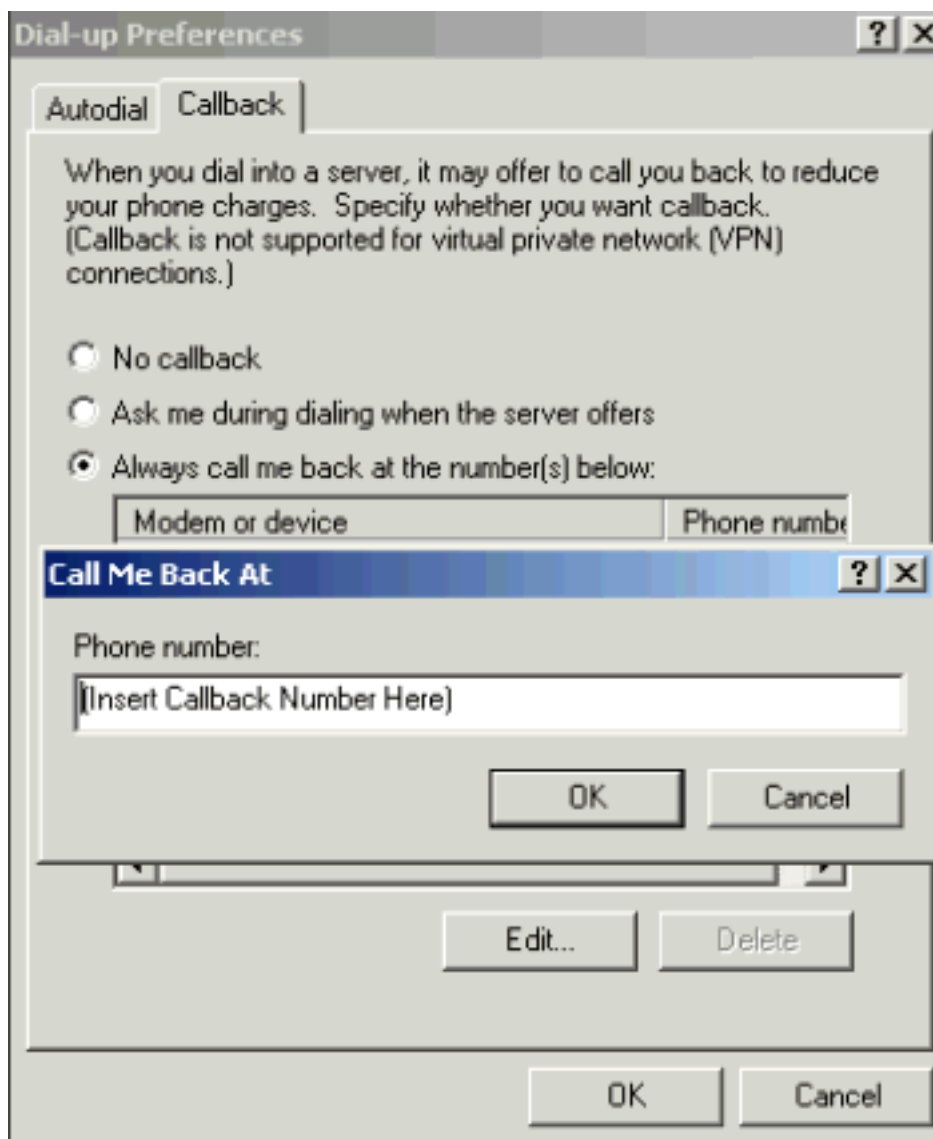 Dial-up Preferences
Autodial
Callback
When you dial into a server, it may offer to call you back to reduce
your phone charges. Specify whether you want callback.
(Callback is not supported for virtual private network (VPN)
connections.)
No callback
Ask me during dialing when the server offers
Always call me back at the number(s) below:
Modem or device
Phone numbe
Call Me Back At
Phone number:
(Insert Callback Number Here)
OK
Cancel
Edit...
Delete
OK
Cancel